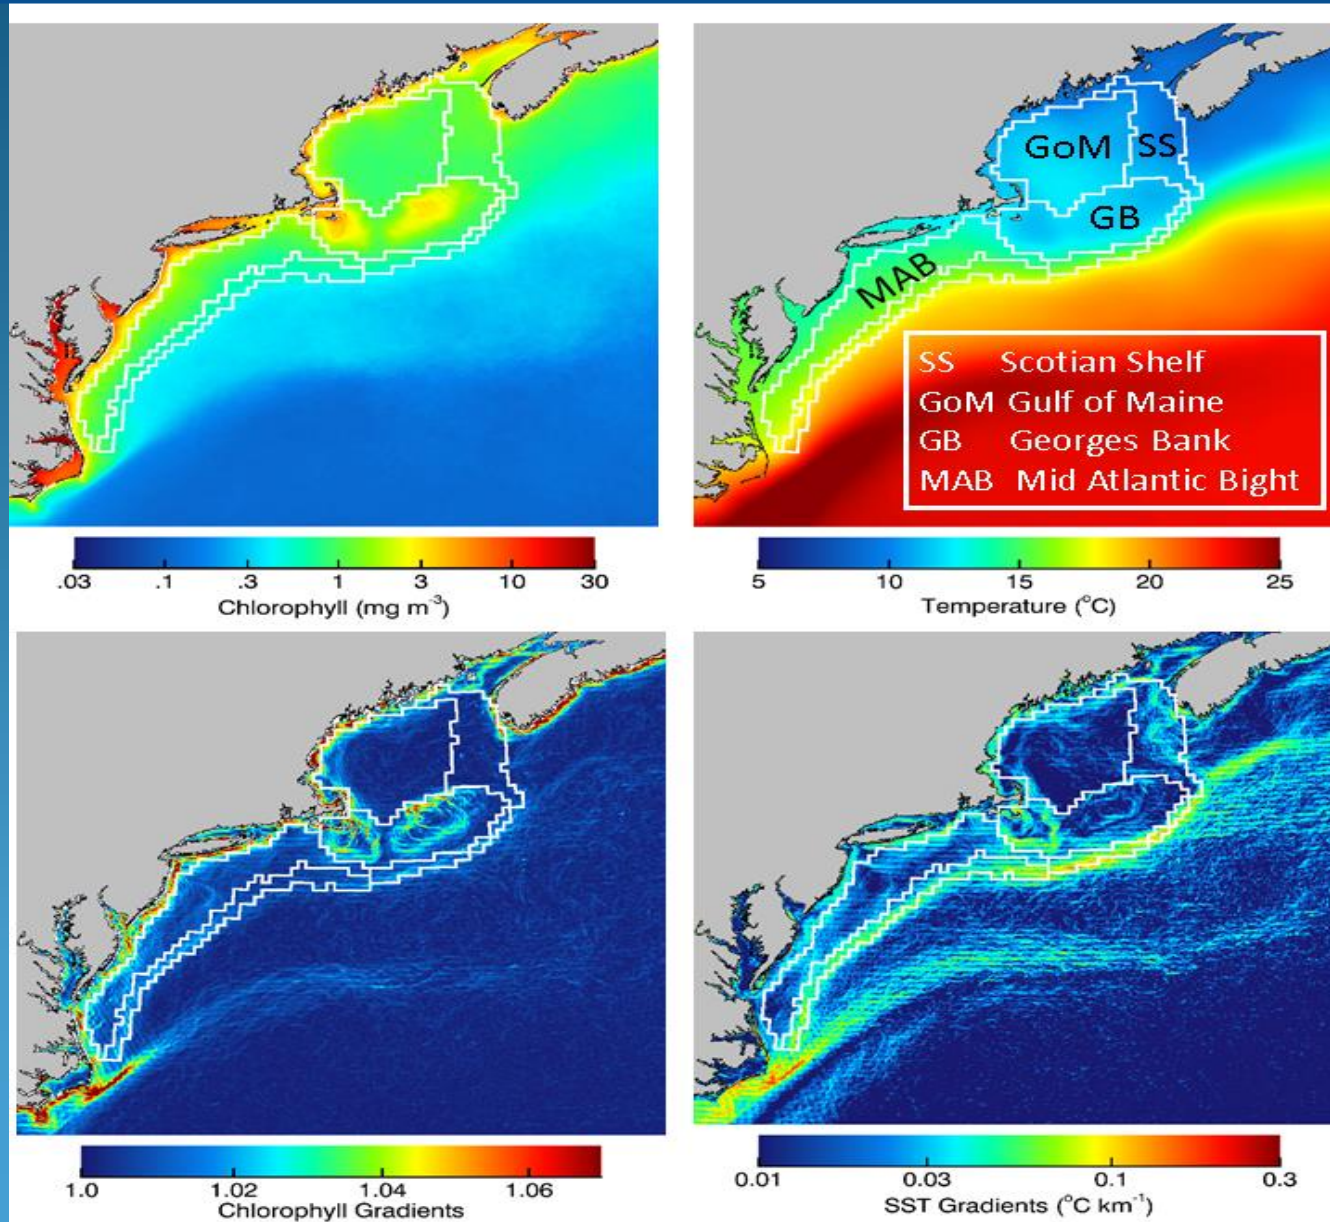 GoM
SS
GB
MAB
SS Scotian Shelf
GoM Gulf of Maine
GB Georges Bank
MAB Mid Atlantic Bight
.03 .1 .3 1 3 10 30
Chlorophyll (mg m-3)
5 10 15 20 25
Temperature (oC)
1.0 1.02 1.04 1.06
Chlorophyll Gradients
0.01 0.03 0.1 0.3
SST Gradients (oC km-1)